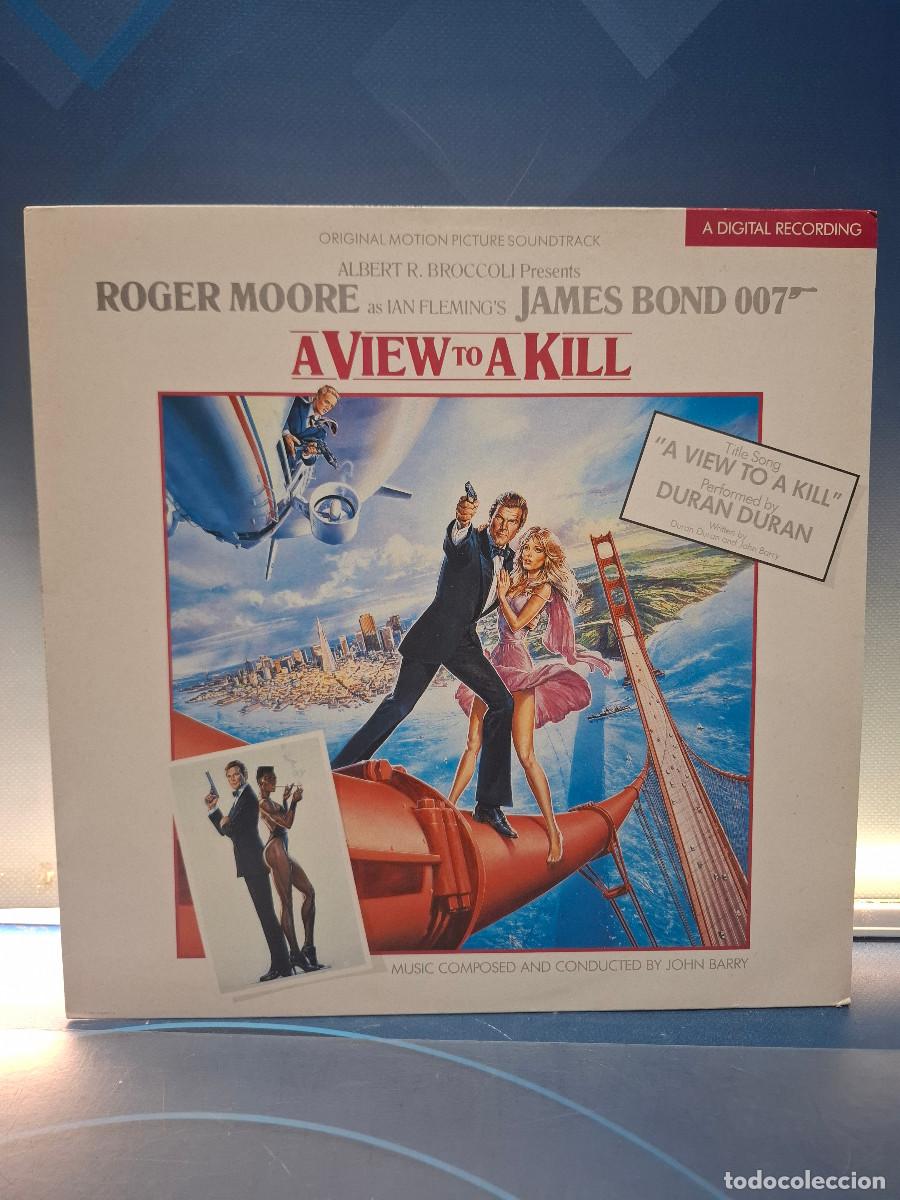 A DIGITAL RECORDING
ORIGINAL MOTION PICTURE SOUNDTRACK
ALBERT R. BROCCOLI Presents
ROGER MOORE as IAN FLEMING'S JAMES BOND 007
A VIEW TO A KILL
Title Song
"A VIEW TO A KILL"
Performed by
DURAN DURAN
Written by
Duran Duran and John Barry
MUSIC COMPOSED AND CONDUCTED BY JOHN BARRY
todocoleccion